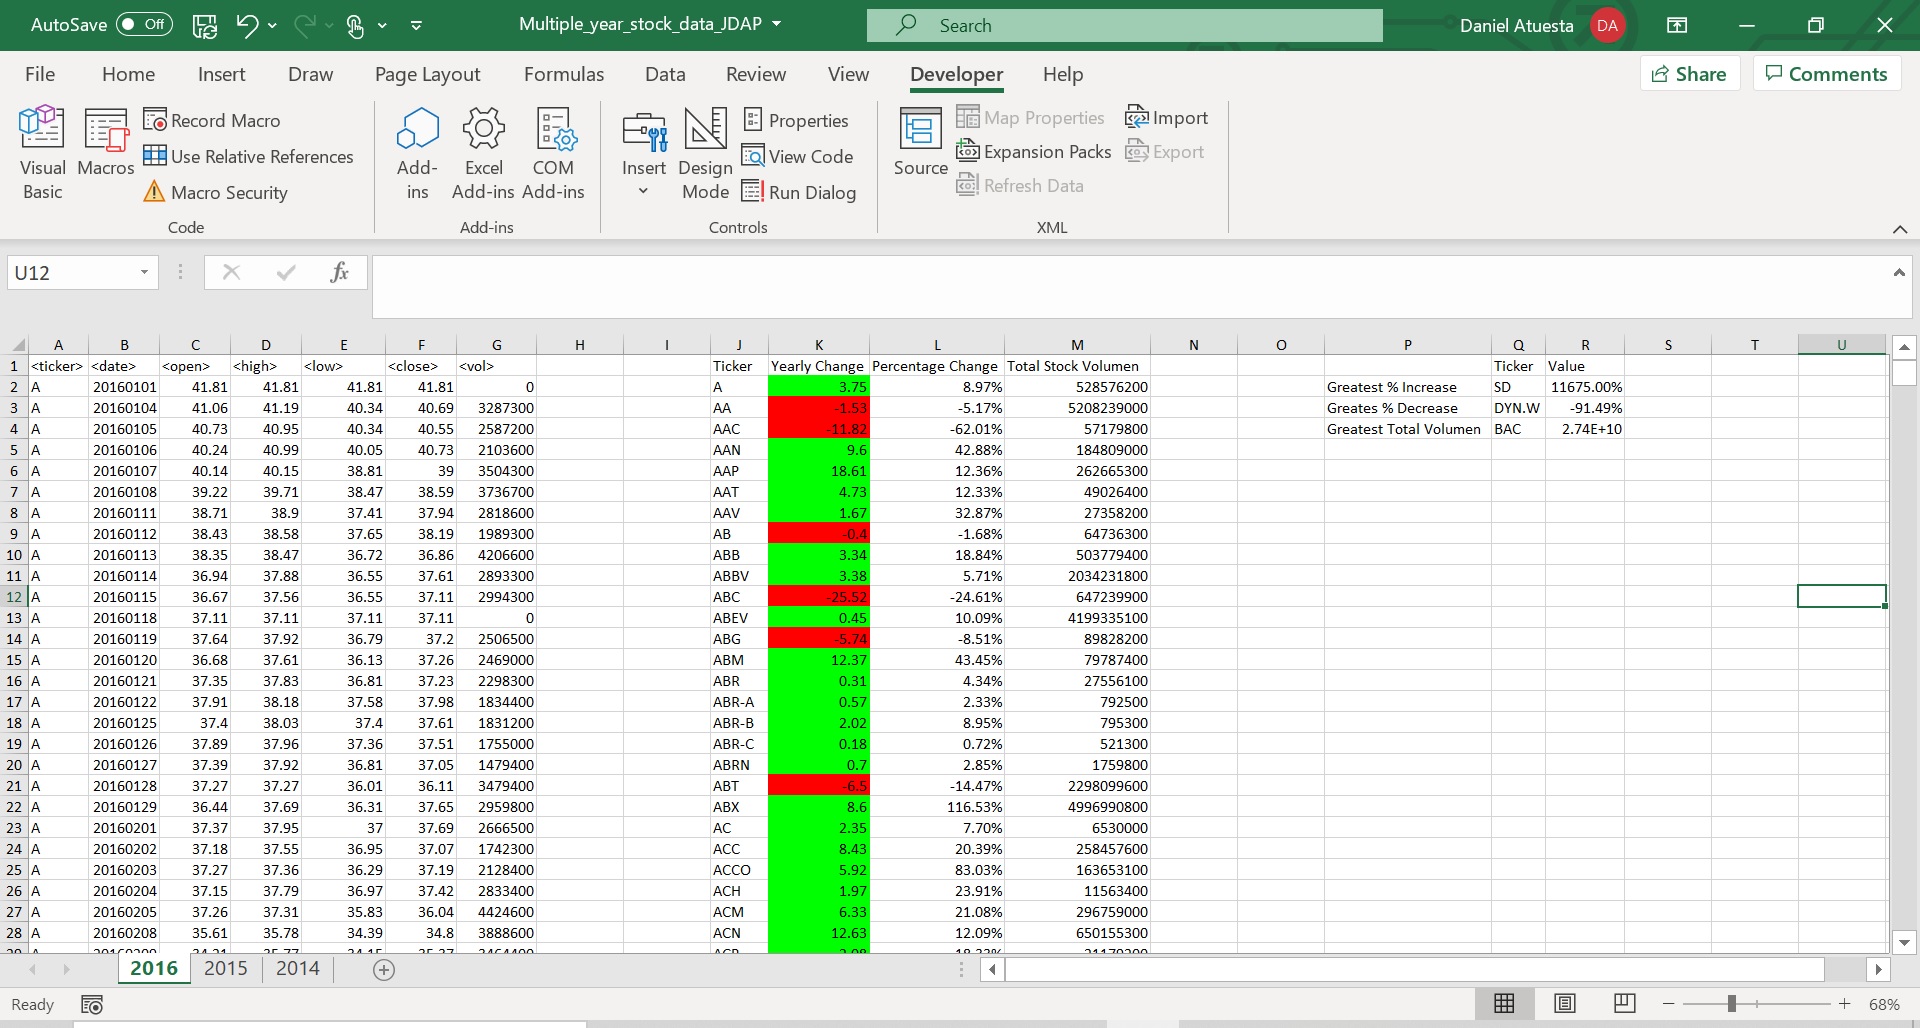 AutoSave Off Multiple_year_stock_data_JDAP Search Daniel Atuesta DA
File Home Insert Draw Page Layout Formulas Data Review View Developer Help Share Comments
Visual Basic Macros Record Macro Use Relative References Macro Security
Add-ins Excel Add-ins COM Add-ins
Insert Design Mode Properties View Code Run Dialog
Source Map Properties Expansion Packs Refresh Data Import Export
Code Add-ins Controls XML
U12 fx
A B C D E F G H I J K L M N O P Q R S T U
1 <ticker> <date> <open> <high> <low> <close> <vol> Ticker Yearly Change Percentage Change Total Stock Volumen Ticker Value
2 A 20160101 41.81 41.81 41.81 41.81 0 A 3.75 8.97% 528576200 Greatest % Increase SD 11675.00%
3 A 20160104 41.06 41.19 40.34 40.69 3287300 AA -1.53 -5.17% 5208239000 Greates % Decrease DYN.W -91.49%
4 A 20160105 40.73 40.95 40.34 40.55 2587200 AAC -11.82 -62.01% 57179800 Greatest Total Volumen BAC 2.74E+10
5 A 20160106 40.24 40.99 40.05 40.73 2103600 AAN 9.6 42.88% 184809000
6 A 20160107 40.14 40.15 38.81 39 3504300 AAP 18.61 12.36% 262665300
7 A 20160108 39.22 39.71 38.47 38.59 3736700 AAT 4.73 12.33% 49026400
8 A 20160111 38.71 38.9 37.41 37.94 2818600 AAV 1.67 32.87% 27358200
9 A 20160112 38.43 38.58 37.65 38.19 1989300 AB -0.4 -1.68% 64736300
10 A 20160113 38.35 38.47 36.72 36.86 4206600 ABB 3.34 18.84% 503779400
11 A 20160114 36.94 37.88 36.55 37.61 2893300 ABBV 3.38 5.71% 2034231800
12 A 20160115 36.67 37.56 36.55 37.11 2994300 ABC -25.52 -24.61% 647239900
13 A 20160118 37.11 37.11 37.11 37.11 0 ABEV 0.45 10.09% 4199335100
14 A 20160119 37.64 37.92 36.79 37.2 2506500 ABG -5.74 -8.51% 89828200
15 A 20160120 36.68 37.61 36.13 37.26 2469000 ABM 12.37 43.45% 79787400
16 A 20160121 37.35 37.83 36.81 37.23 2298300 ABR 0.31 4.34% 27556100
17 A 20160122 37.91 38.18 37.58 37.98 1834400 ABR-A 0.57 2.33% 792500
18 A 20160125 37.4 38.03 37.4 37.61 1831200 ABR-B 2.02 8.95% 795300
19 A 20160126 37.89 37.96 37.36 37.51 1755000 ABR-C 0.18 0.72% 521300
20 A 20160127 37.39 37.92 36.81 37.05 1479400 ABRN 0.7 2.85% 1759800
21 A 20160128 37.27 37.27 36.01 36.11 3479400 ABT -6.5 -14.47% 2298099600
22 A 20160129 36.44 37.69 36.31 37.65 2959800 ABX 8.6 116.53% 4996990800
23 A 20160201 37.37 37.95 37 37.69 2666500 AC 2.35 7.70% 6530000
24 A 20160202 37.18 37.55 36.95 37.07 1742300 ACC 8.43 20.39% 258457600
25 A 20160203 37.27 37.36 36.29 37.19 2128400 ACCO 5.92 83.03% 163653100
26 A 20160204 37.15 37.79 36.97 37.42 2833400 ACH 1.97 23.91% 11563400
27 A 20160205 37.26 37.31 35.83 36.04 4424600 ACM 6.33 21.08% 296759000
28 A 20160208 35.61 35.78 34.39 34.8 3888600 ACN 12.63 12.09% 650155300
2016 2015 2014
Ready 68%